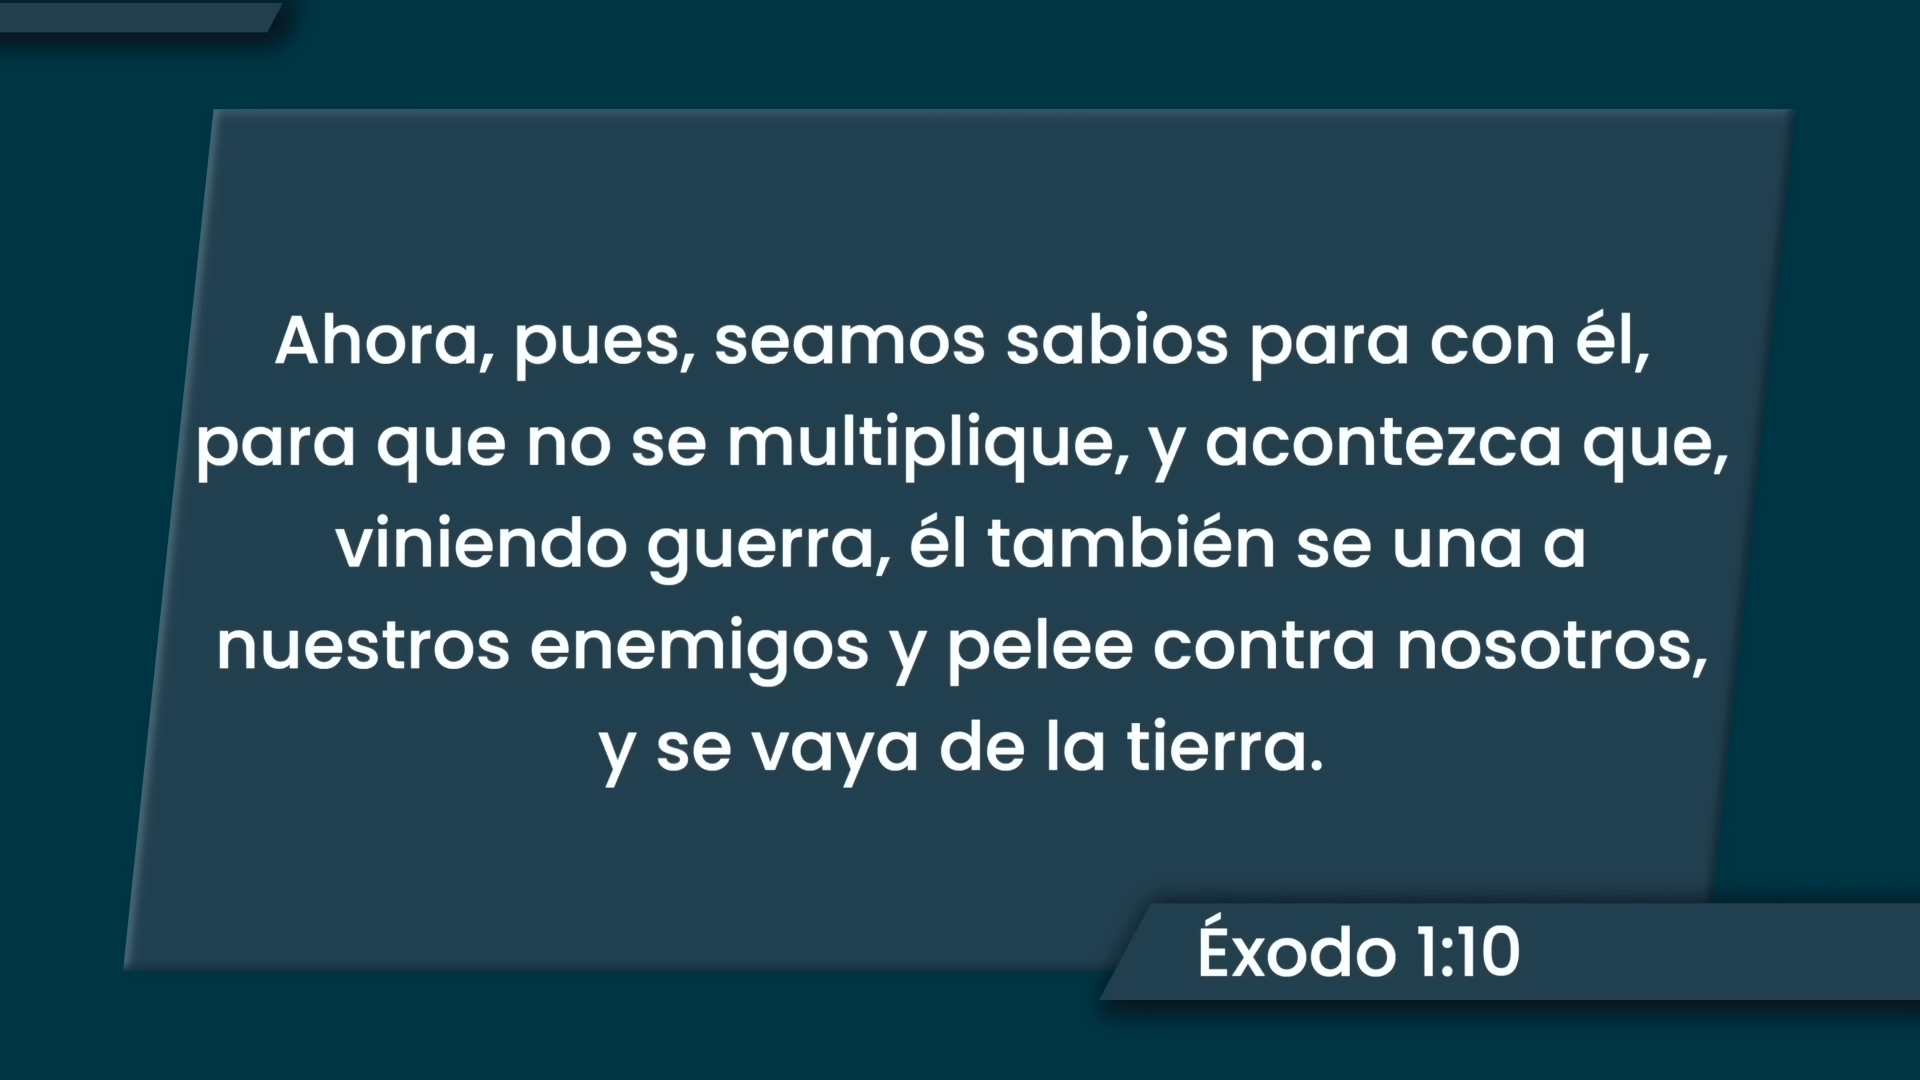 Ahora, pues, seamos sabios para con él,
para que no se multiplique, y acontezca que,
viniendo guerra, él también se una a
nuestros enemigos y pelee contra nosotros,
y se vaya de la tierra.
Éxodo 1:10